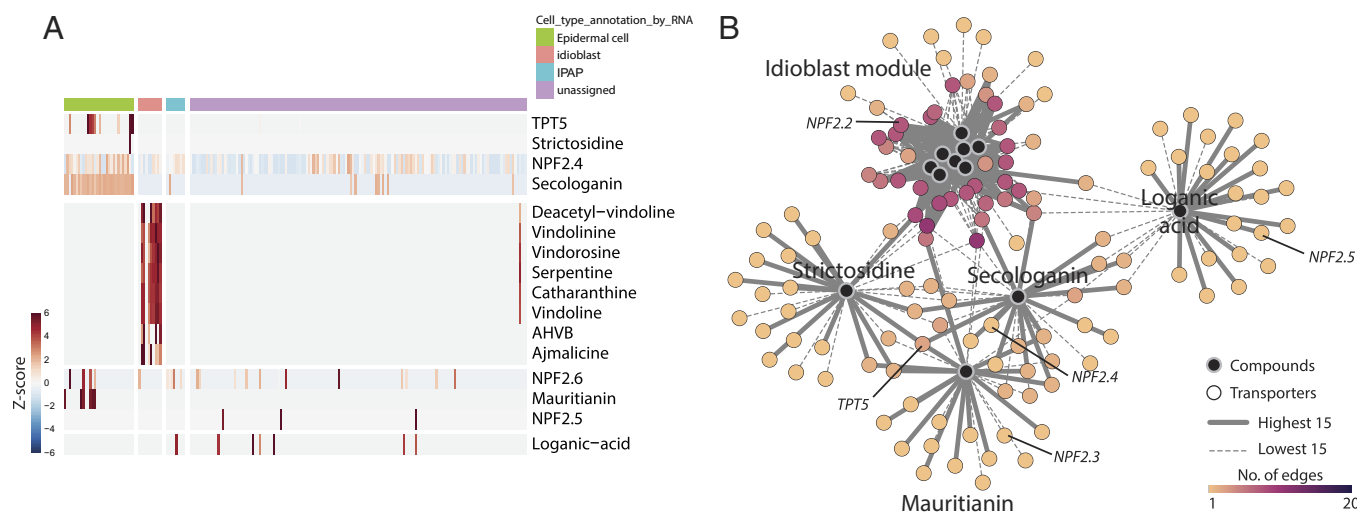 A
Cell_type_annotation_by_RNA
Epidermal cell
idioblast
IPAP
unassigned
TPT5
Strictosidine
NPF2.4
Secologanin
Deacetyl−vindoline
Vindolinine
Vindorosine
Serpentine
Catharanthine
Vindoline
AHVB
Ajmalicine
NPF2.6
Mauritianin
NPF2.5
Loganic−acid
Z-score
6
4
2
0
−2
−4
−6
B
Idioblast module
NPF2.2
Loganic
acid
NPF2.5
Strictosidine
Secologanin
TPT5
NPF2.4
NPF2.3
Mauritianin
Compounds
Transporters
Highest 15
Lowest 15
No. of edges
1
20